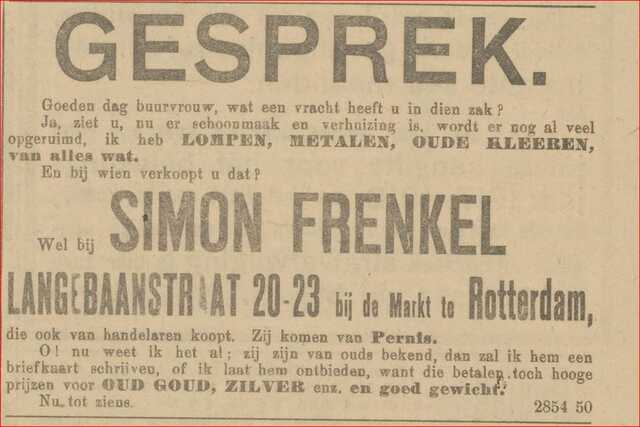 GESPREK.
Goeden dag buurvrouw, wat een vracht heeft u in dien zak?
Ja, ziet u, nu er schoonmaak en verhuizing is, wordt er nog al veel
opgeruimd, ik heb LOMPEN, METALEN, OUDE KLEEREN,
van alles wat.
En bij wien verkoopt u dat?
Wel bij SIMON FRENKEL
LANGEBAANSTRAAT 20-23 bij de Markt te Rotterdam,
die ook van handelaren koopt. Zij komen van Pernis.
O! nu weet ik het al; zij zijn van ouds bekend, dan zal ik hem een
briefkaart schrijven, of ik laat hem ontbieden, want die betalen toch hooge
prijzen voor OUD GOUD, ZILVER enz. en goed gewicht.
Nu, tot ziens. 2854 50